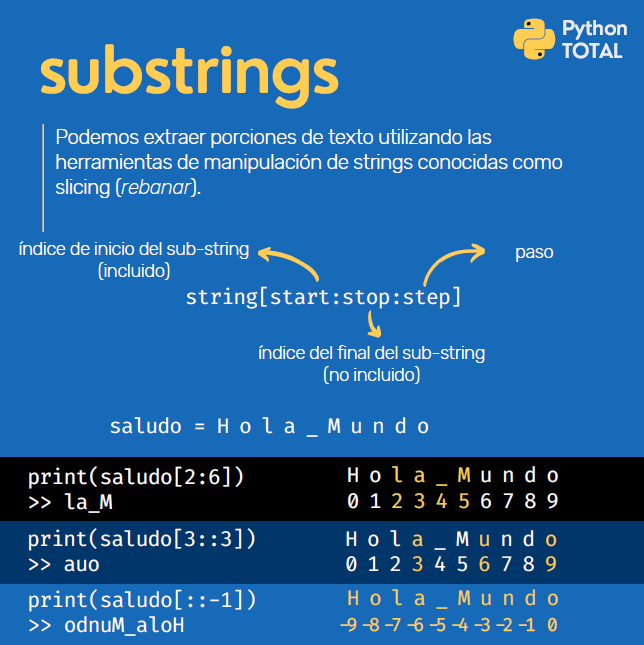 Python
TOTAL
substrings
Podemos extraer porciones de texto utilizando las
herramientas de manipulación de strings conocidas como
slicing (rebanar).
índice de inicio del sub-string
(incluido)
paso
string[start:stop:step]
índice del final del sub-string
(no incluido)
saludo = H o l a _ M u n d o
print(saludo[2:6])
H o l a _ M u n d o
>> la_M
0 1 2 3 4 5 6 7 8 9
print(saludo[3::3])
H o l a _ M u n d o
>> auo
0 1 2 3 4 5 6 7 8 9
print(saludo[::-1])
H o l a _ M u n d o
>> odnuM_aloH
-9 -8 -7 -6 -5 -4 -3 -2 -1 0